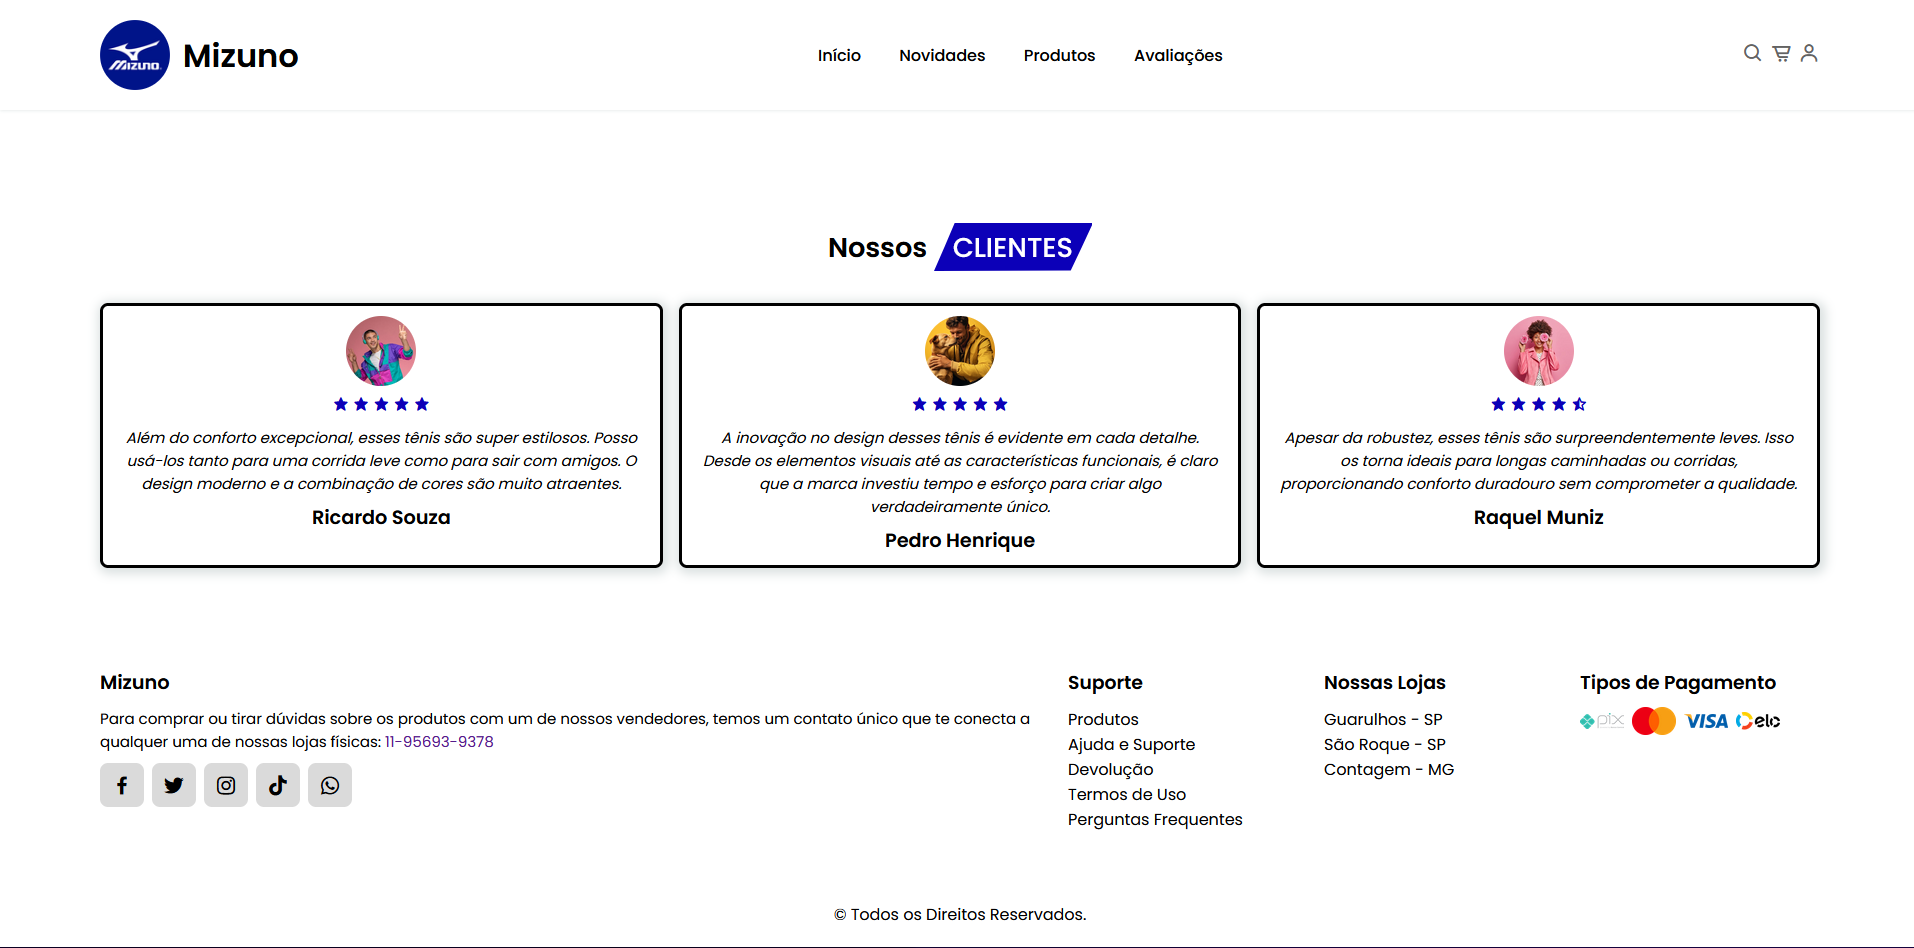 MIZUNO
Mizuno
Início
Novidades
Produtos
Avaliações
Nossos CLIENTES
Além do conforto excepcional, esses tênis são super estilosos. Posso
usá-los tanto para uma corrida leve como para sair com amigos. O
design moderno e a combinação de cores são muito atraentes.
Ricardo Souza
A inovação no design desses tênis é evidente em cada detalhe.
Desde os elementos visuais até as características funcionais, é claro
que a marca investiu tempo e esforço para criar algo
verdadeiramente único.
Pedro Henrique
Apesar da robustez, esses tênis são surpreendentemente leves. Isso
os torna ideais para longas caminhadas ou corridas,
proporcionando conforto duradouro sem comprometer a qualidade.
Raquel Muniz
Mizuno
Para comprar ou tirar dúvidas sobre os produtos com um de nossos vendedores, temos um contato único que te conecta a
qualquer uma de nossas lojas físicas: 11-95693-9378
Suporte
Produtos
Ajuda e Suporte
Devolução
Termos de Uso
Perguntas Frequentes
Nossas Lojas
Guarulhos - SP
São Roque - SP
Contagem - MG
Tipos de Pagamento
pix VISA elo
© Todos os Direitos Reservados.